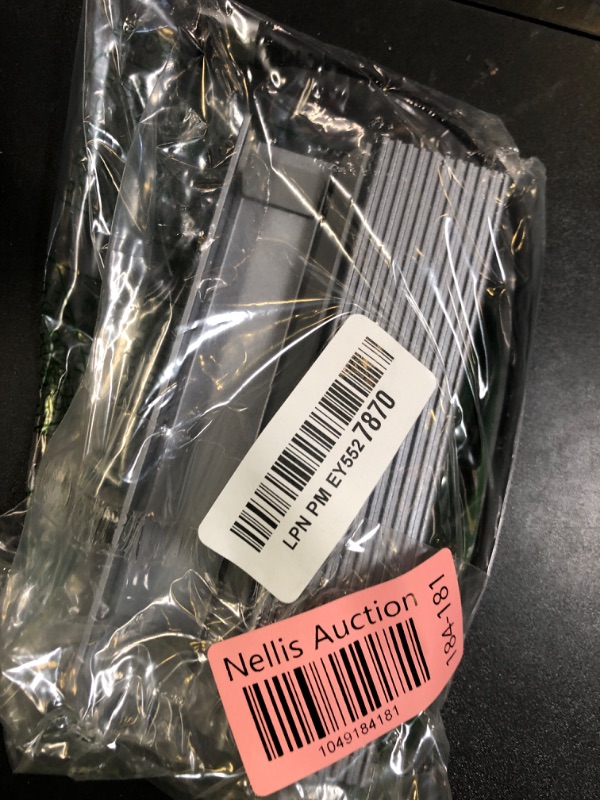 LPN PM EY552 7870
Nellis Auction
184-181
1049184181